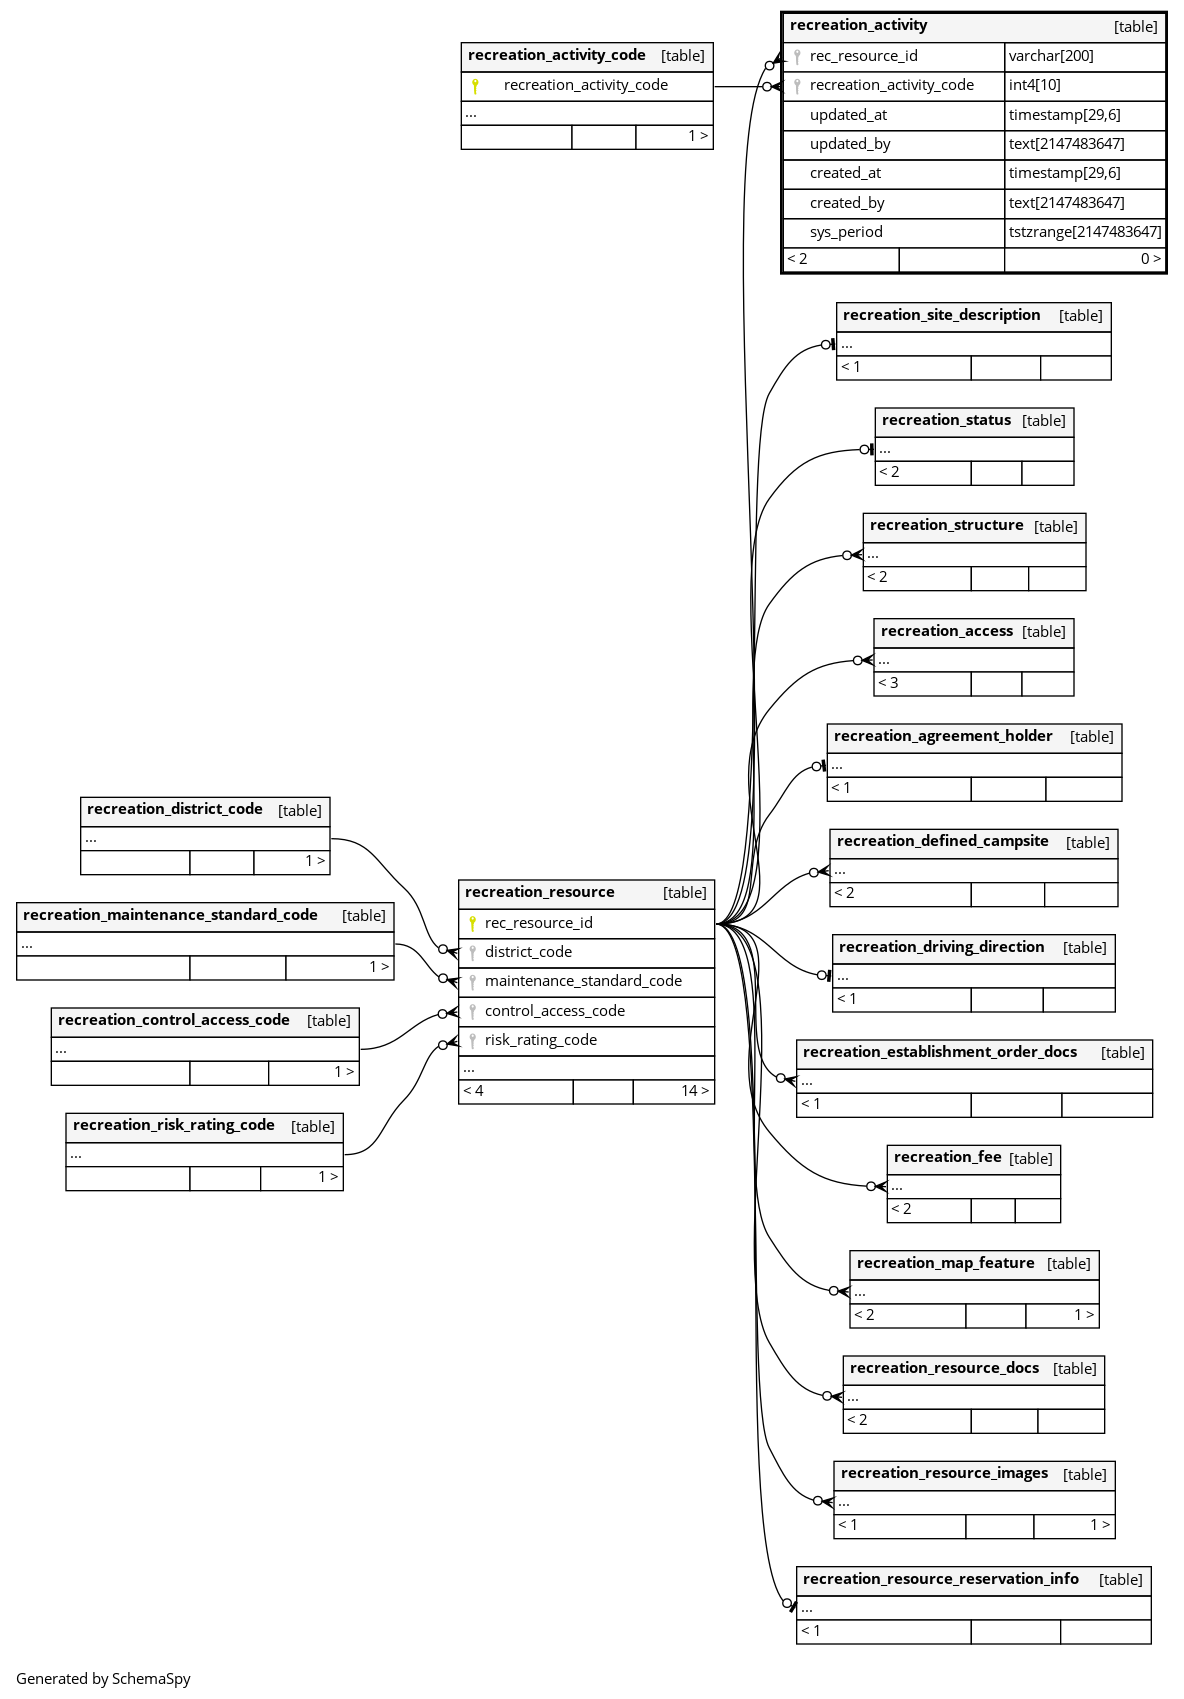 recreation_activity [table]
rec_resource_id varchar[200]
recreation_activity_code int4[10]
updated_at timestamp[29,6]
updated_by text[2147483647]
created_at timestamp[29,6]
created_by text[2147483647]
sys_period tstzrange[2147483647]
< 2 0 >
recreation_activity_code [table]
recreation_activity_code
...
1 >
recreation_site_description [table]
...
< 1
recreation_status [table]
...
< 2
recreation_structure [table]
...
< 2
recreation_access [table]
...
< 3
recreation_agreement_holder [table]
...
< 1
recreation_defined_campsite [table]
...
< 2
recreation_driving_direction [table]
...
< 1
recreation_establishment_order_docs [table]
...
< 1
recreation_fee [table]
...
< 2
recreation_map_feature [table]
...
< 2 1 >
recreation_resource_docs [table]
...
< 2
recreation_resource_images [table]
...
< 1 1 >
recreation_resource_reservation_info [table]
...
< 1
recreation_district_code [table]
...
1 >
recreation_maintenance_standard_code [table]
...
1 >
recreation_control_access_code [table]
...
1 >
recreation_risk_rating_code [table]
...
1 >
recreation_resource [table]
rec_resource_id
district_code
maintenance_standard_code
control_access_code
risk_rating_code
...
< 4 14 >
Generated by SchemaSpy